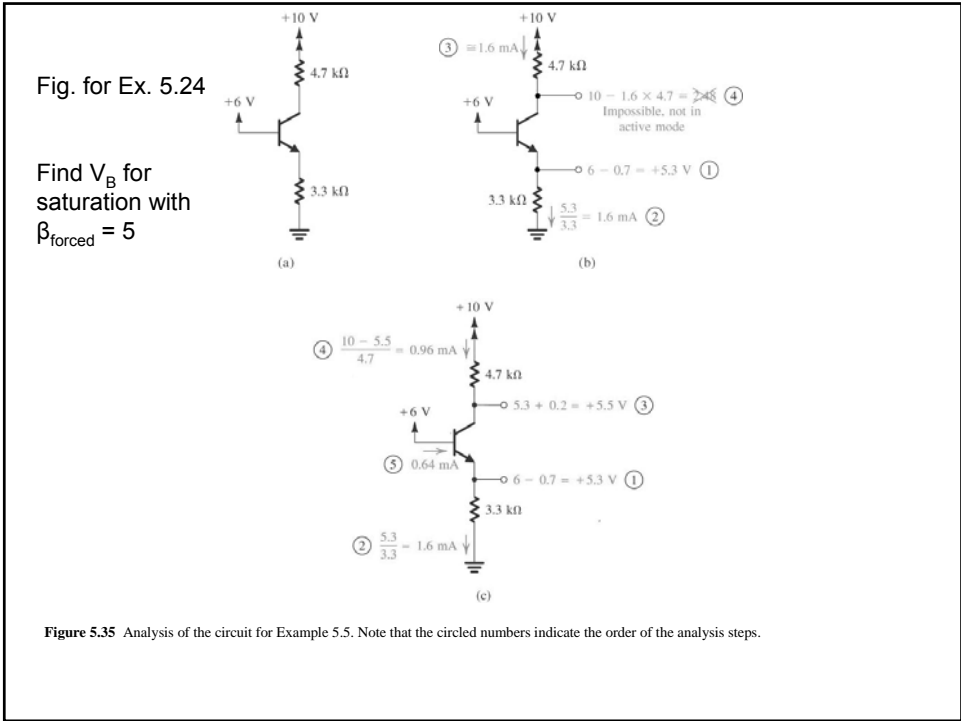 Fig. for Ex. 5.24
Find V_B for
saturation with
β_forced = 5
+10 V
4.7 kΩ
+6 V
3.3 kΩ
(a)
+10 V
③ ≅1.6 mA
4.7 kΩ
+6 V
10 − 1.6 × 4.7 = 2.48 ④
Impossible, not in
active mode
6 − 0.7 = +5.3 V ①
3.3 kΩ
5.3/3.3 = 1.6 mA ②
(b)
+10 V
④ 10 − 5.5/4.7 = 0.96 mA
4.7 kΩ
5.3 + 0.2 = +5.5 V ③
+6 V
⑤ 0.64 mA
6 − 0.7 = +5.3 V ①
3.3 kΩ
② 5.3/3.3 = 1.6 mA
(c)
Figure 5.35 Analysis of the circuit for Example 5.5. Note that the circled numbers indicate the order of the analysis steps.